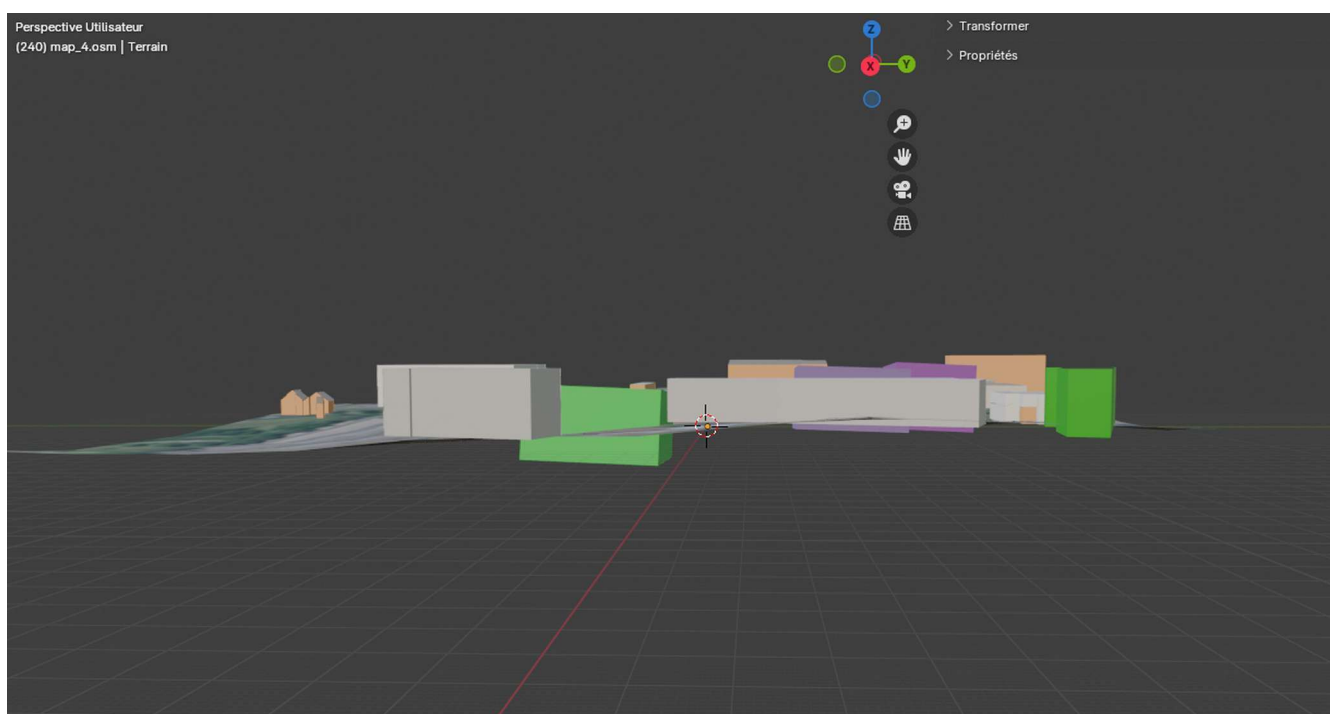 Perspective Utilisateur
(240) map_4.osm | Terrain
Z
X
Y
Transformer
Propriétés